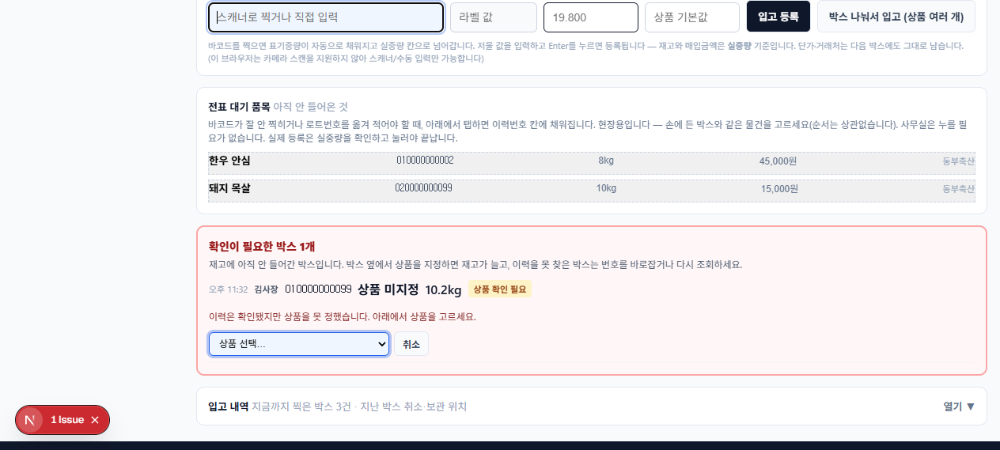 스캐너로 찍거나 직접 입력 라벨 값 19.800 상품 기본값 입고 등록 박스 나눠서 입고 (상품 여러 개)
바코드를 찍으면 표기중량이 자동으로 채워지고 실중량 칸으로 넘어갑니다. 저울 값을 입력하고 Enter를 누르면 등록됩니다 — 재고와 매입금액은 실중량 기준입니다. 단가·거래처는 다음 박스에도 그대로 남습니다.
(이 브라우저는 카메라 스캔을 지원하지 않아 스캐너/수동 입력만 가능합니다)
전표 대기 품목 아직 안 들어온 것
바코드가 잘 안 찍히거나 로트번호를 옮겨 적어야 할 때, 아래에서 탭하면 이력번호 칸에 채워집니다. 현장용입니다 — 손에 든 박스와 같은 물건을 고르세요(순서는 상관없습니다). 사무실은 누를 필
요가 없습니다. 실제 등록은 실중량을 확인하고 눌러야 끝납니다.
한우 안심 010000000002 8kg 45,000원 동부축산
돼지 목살 020000000099 10kg 15,000원 동부축산
확인이 필요한 박스 1개
재고에 아직 안 들어간 박스입니다. 박스 옆에서 상품을 지정하면 재고가 늘고, 이력을 못 찾은 박스는 번호를 바로잡거나 다시 조회하세요.
오후 11:32 김사장 010000000099 상품 미지정 10.2kg 상품 확인 필요
이력은 확인됐지만 상품을 못 정했습니다. 아래에서 상품을 고르세요.
상품 선택... 취소
입고 내역 지금까지 찍은 박스 3건 · 지난 박스 취소·보관 위치 열기 ▼
N 1 Issue ×